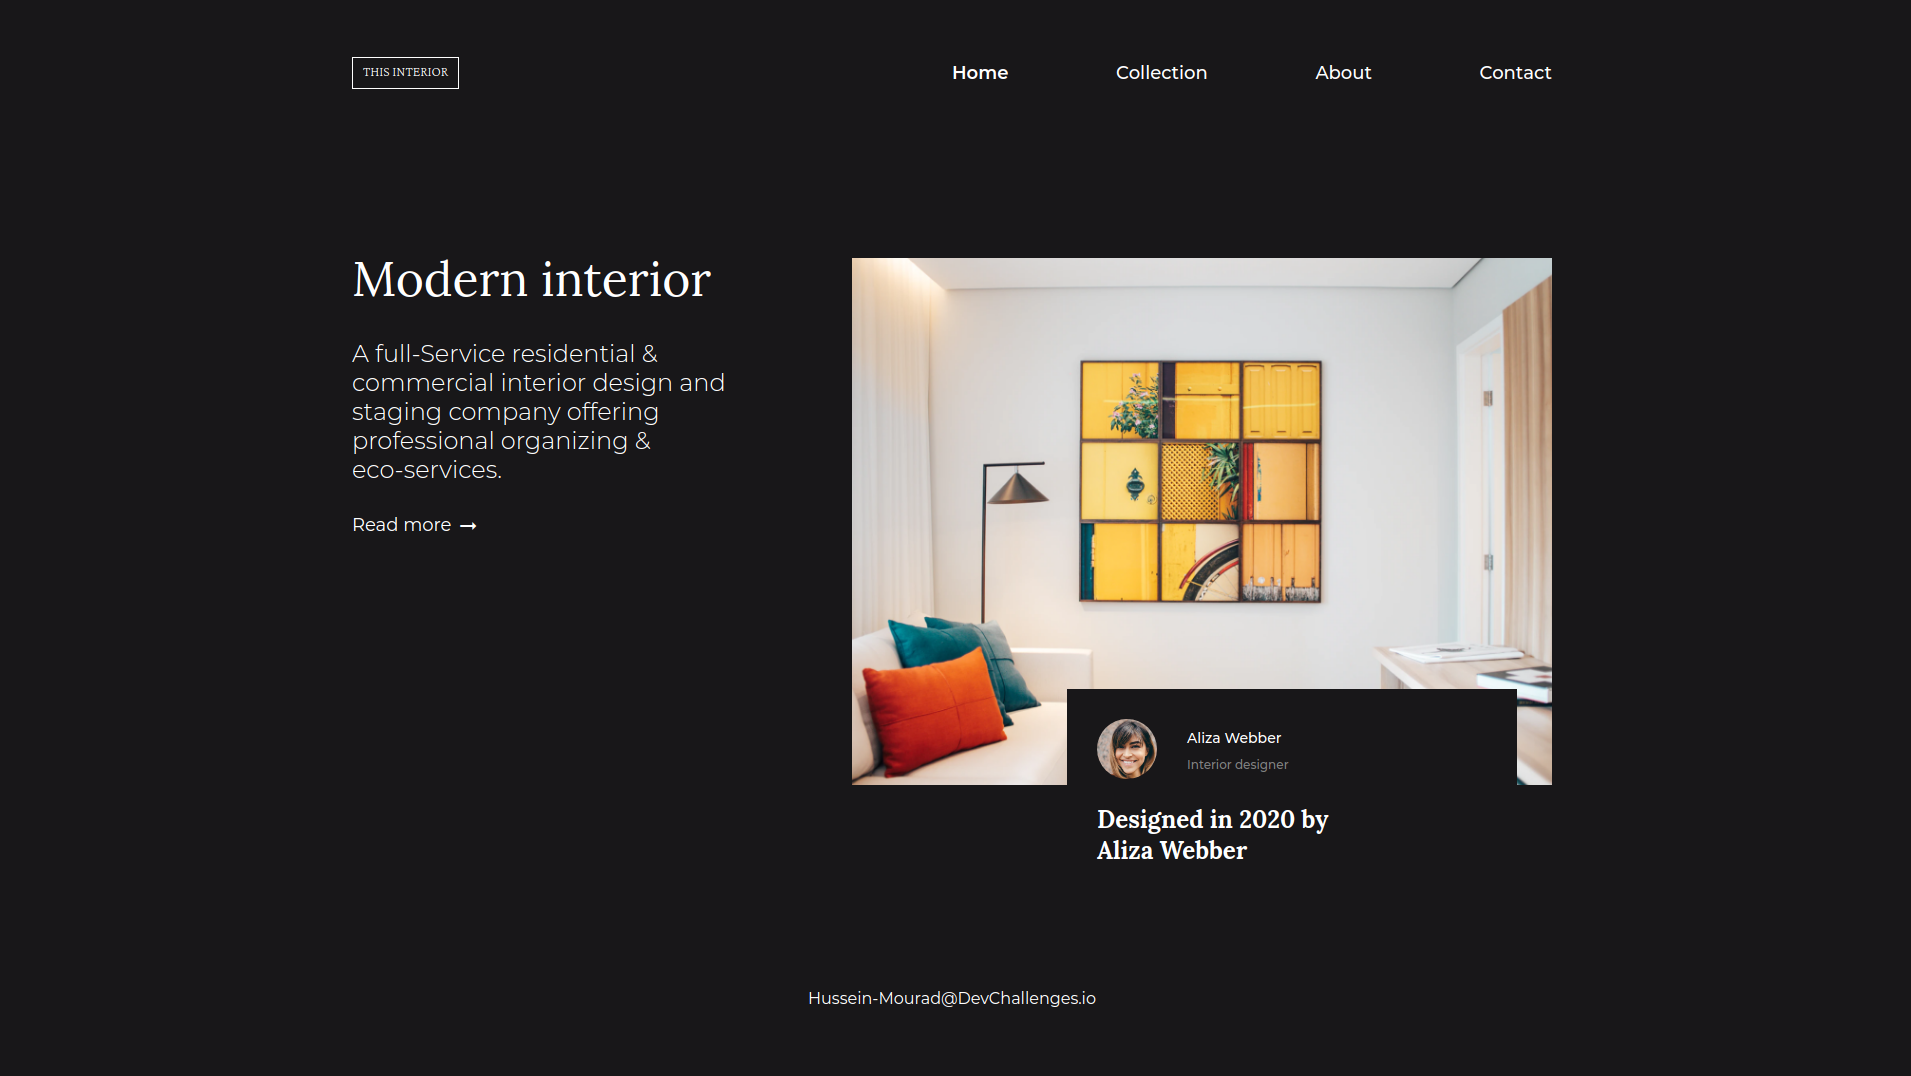 THIS INTERIOR
Home
Collection
About
Contact
Modern interior
A full-Service residential &
commercial interior design and
staging company offering
professional organizing &
eco-services.
Read more →
Aliza Webber
Interior designer
Designed in 2020 by
Aliza Webber
Hussein-Mourad@DevChallenges.io